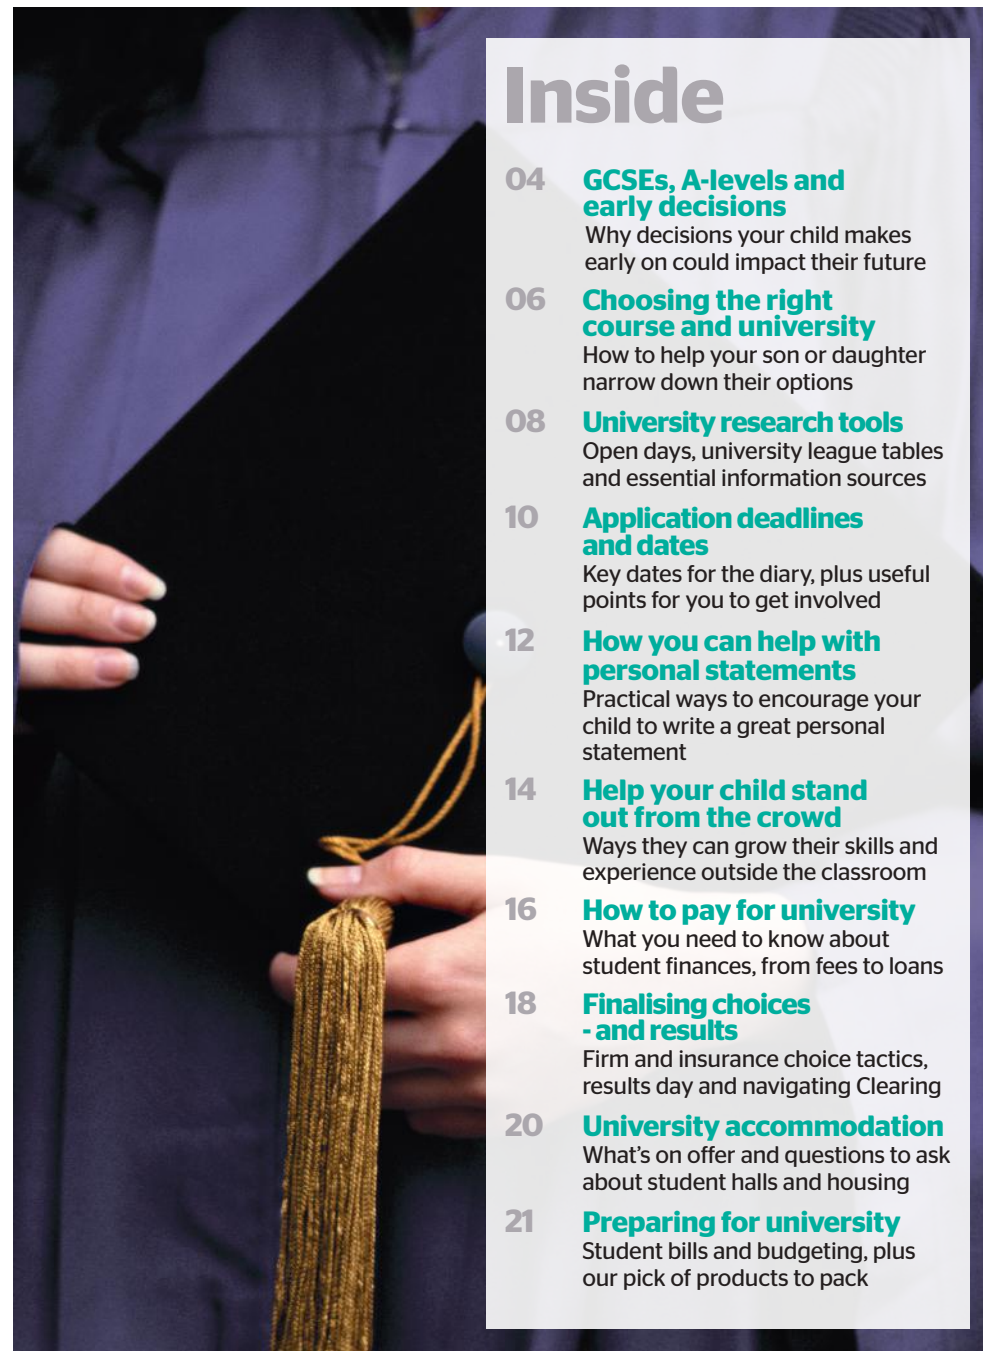 Inside
04 GCSEs, A-levels and
early decisions
Why decisions your child makes
early on could impact their future
06 Choosing the right
course and university
How to help your son or daughter
narrow down their options
08 University research tools
Open days, university league tables
and essential information sources
10 Application deadlines
and dates
Key dates for the diary, plus useful
points for you to get involved
12 How you can help with
personal statements
Practical ways to encourage your
child to write a great personal
statement
14 Help your child stand
out from the crowd
Ways they can grow their skills and
experience outside the classroom
16 How to pay for university
What you need to know about
student finances, from fees to loans
18 Finalising choices
- and results
Firm and insurance choice tactics,
results day and navigating Clearing
20 University accommodation
What's on offer and questions to ask
about student halls and housing
21 Preparing for university
Student bills and budgeting, plus
our pick of products to pack